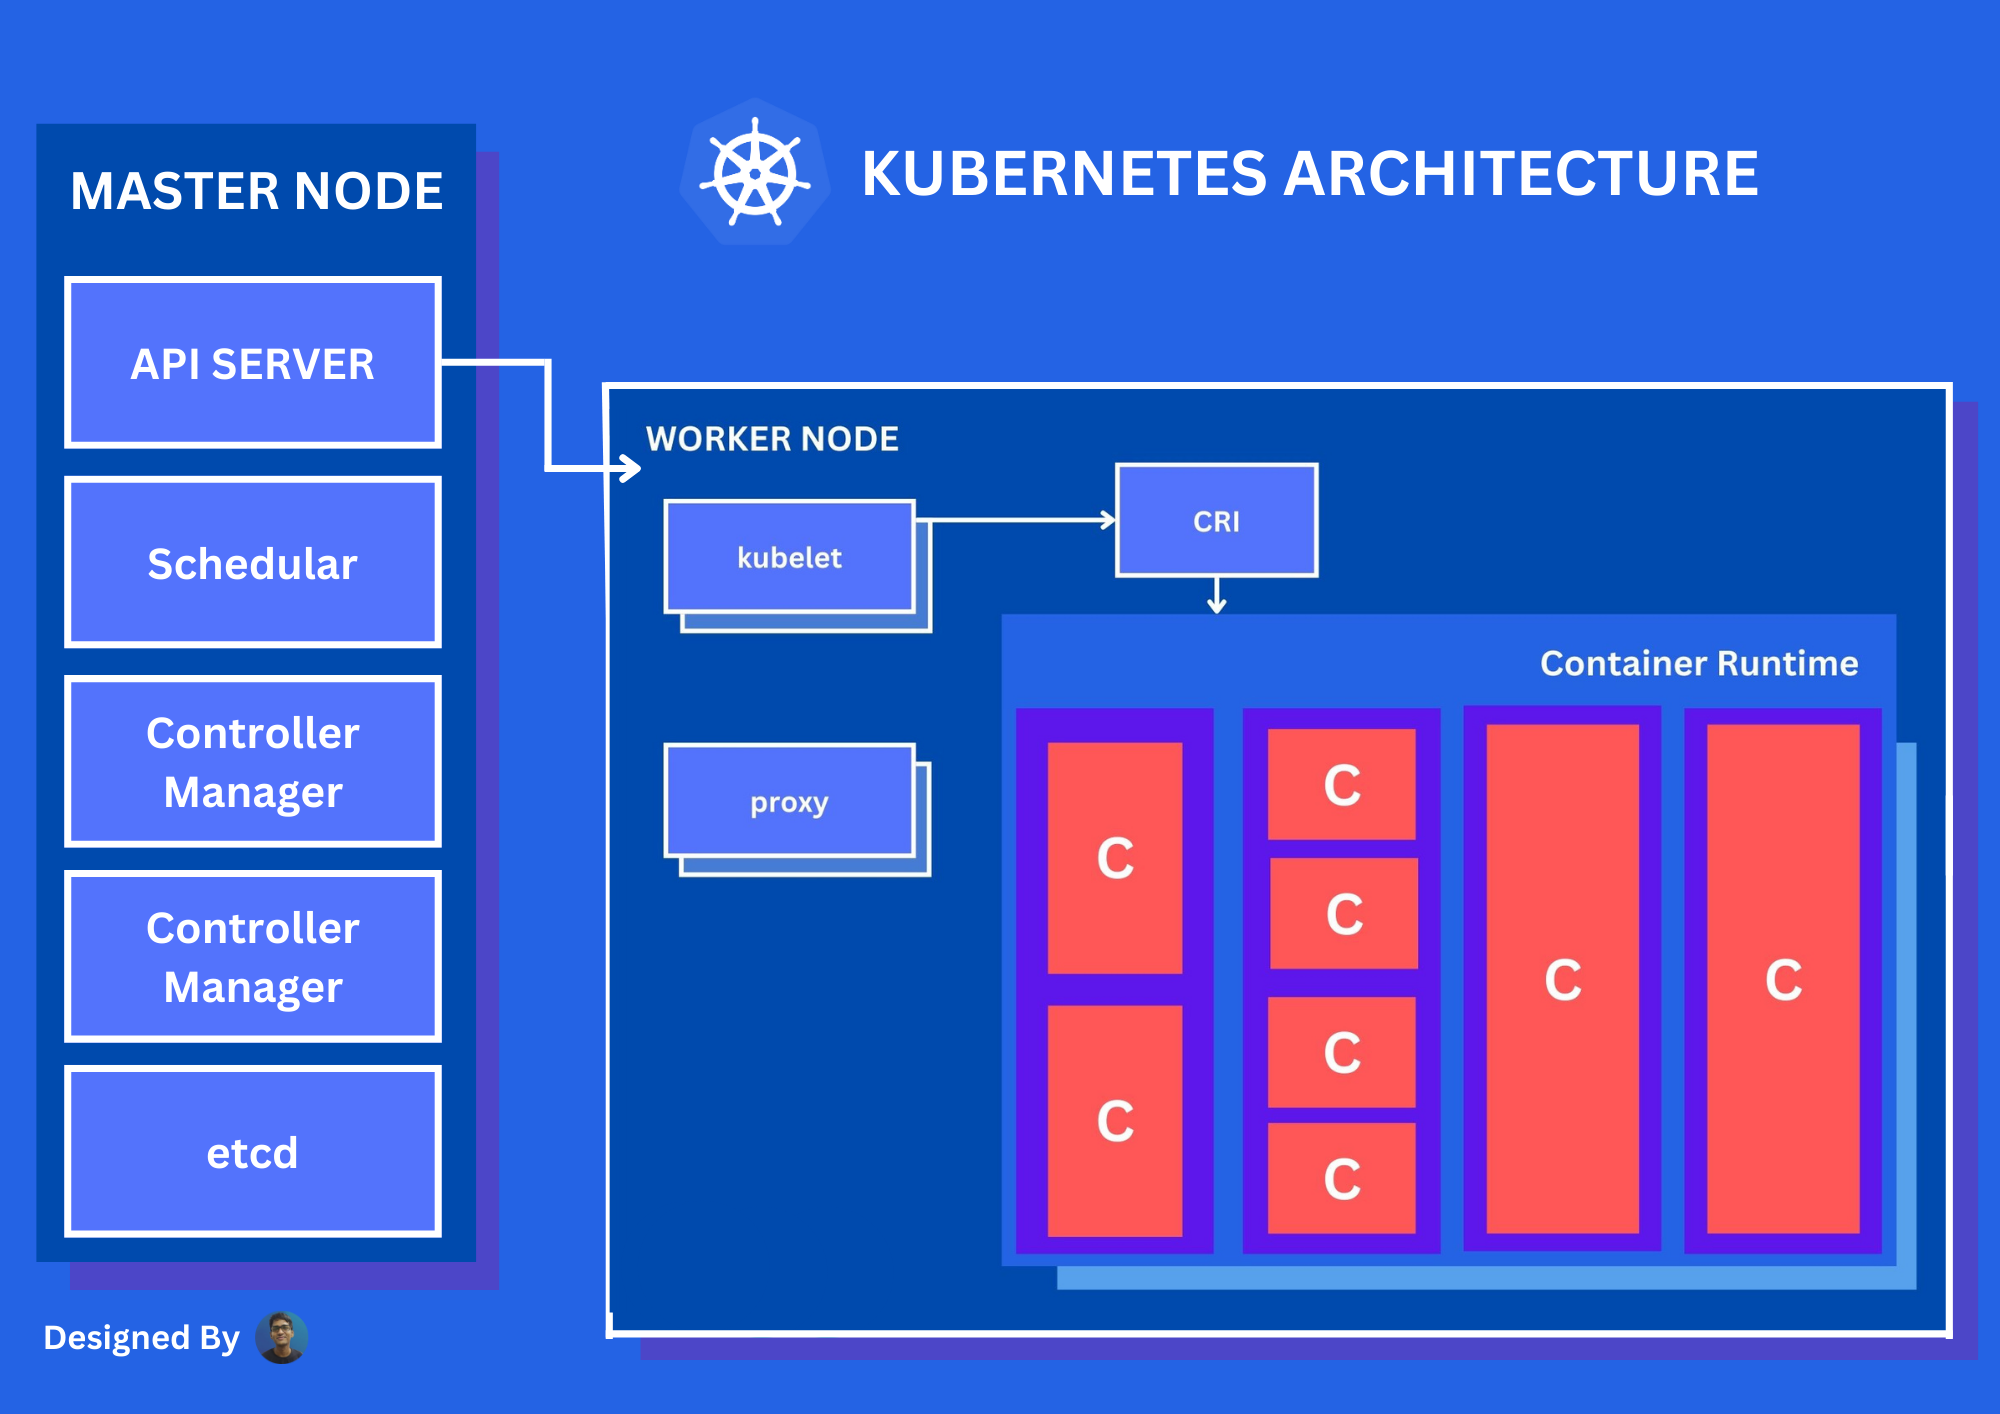 KUBERNETES ARCHITECTURE
MASTER NODE
API SERVER
Schedular
Controller
Manager
Controller
Manager
etcd
WORKER NODE
kubelet
CRI
proxy
Container Runtime
C
C
C
C
C
C
C
C
Designed By